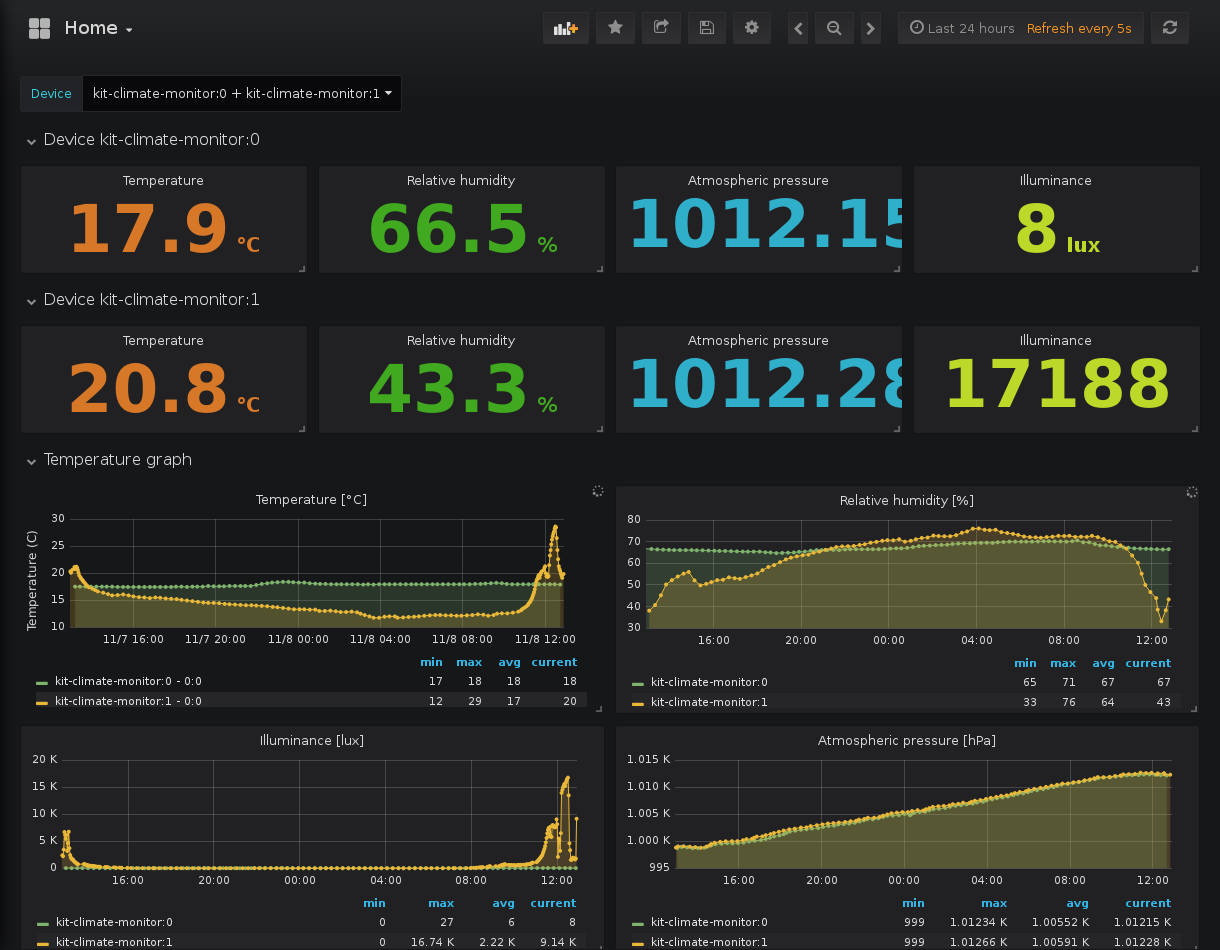 Home
Last 24 hours Refresh every 5s
Device kit-climate-monitor:0 + kit-climate-monitor:1
Device kit-climate-monitor:0
Temperature Relative humidity Atmospheric pressure Illuminance
17.9 °C 66.5 % 1012.15 8 lux
Device kit-climate-monitor:1
Temperature Relative humidity Atmospheric pressure Illuminance
20.8 °C 43.3 % 1012.28 17188
Temperature graph
Temperature [°C]
Temperature (C)
30
25
20
15
10
11/7 16:00 11/7 20:00 11/8 00:00 11/8 04:00 11/8 08:00 11/8 12:00
min max avg current
kit-climate-monitor:0 - 0:0 17 18 18 18
kit-climate-monitor:1 - 0:0 12 29 17 20
Relative humidity [%]
80
70
60
50
40
30
16:00 20:00 00:00 04:00 08:00 12:00
min max avg current
kit-climate-monitor:0 65 71 67 67
kit-climate-monitor:1 33 76 64 43
Illuminance [lux]
20 K
15 K
10 K
5 K
0
16:00 20:00 00:00 04:00 08:00 12:00
min max avg current
kit-climate-monitor:0 0 27 6 8
kit-climate-monitor:1 0 16.74 K 2.22 K 9.14 K
Atmospheric pressure [hPa]
1.015 K
1.010 K
1.005 K
1.000 K
995
16:00 20:00 00:00 04:00 08:00 12:00
min max avg current
kit-climate-monitor:0 999 1.01234 K 1.00552 K 1.01215 K
kit-climate-monitor:1 999 1.01266 K 1.00591 K 1.01228 K